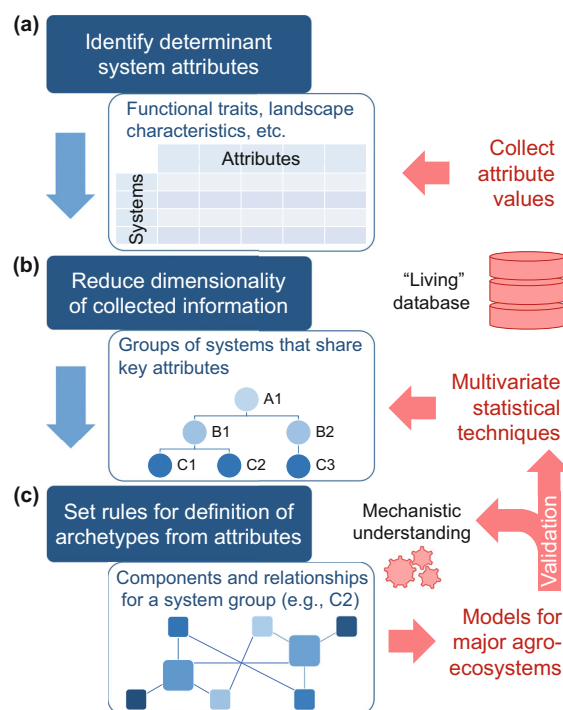 (a)
Identify determinant
system attributes
Functional traits, landscape
characteristics, etc.
Attributes
Systems
Collect
attribute
values
(b)
Reduce dimensionality
of collected information
"Living"
database
Groups of systems that share
key attributes
A1
B1
B2
C1
C2
C3
Multivariate
statistical
techniques
(c)
Set rules for definition of
archetypes from attributes
Mechanistic
understanding
Validation
Components and relationships
for a system group (e.g., C2)
Models for
major agro-
ecosystems